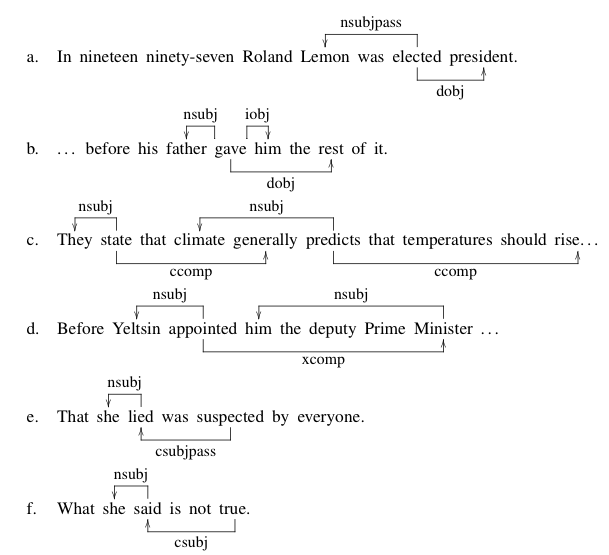 nsubjpass
a. In nineteen ninety-seven Roland Lemon was elected president.
dobj
nsubj iobj
b. ... before his father gave him the rest of it.
dobj
nsubj nsubj
c. They state that climate generally predicts that temperatures should rise...
ccomp ccomp
nsubj nsubj
d. Before Yeltsin appointed him the deputy Prime Minister ...
xcomp
nsubj
e. That she lied was suspected by everyone.
csubjpass
nsubj
f. What she said is not true.
csubj